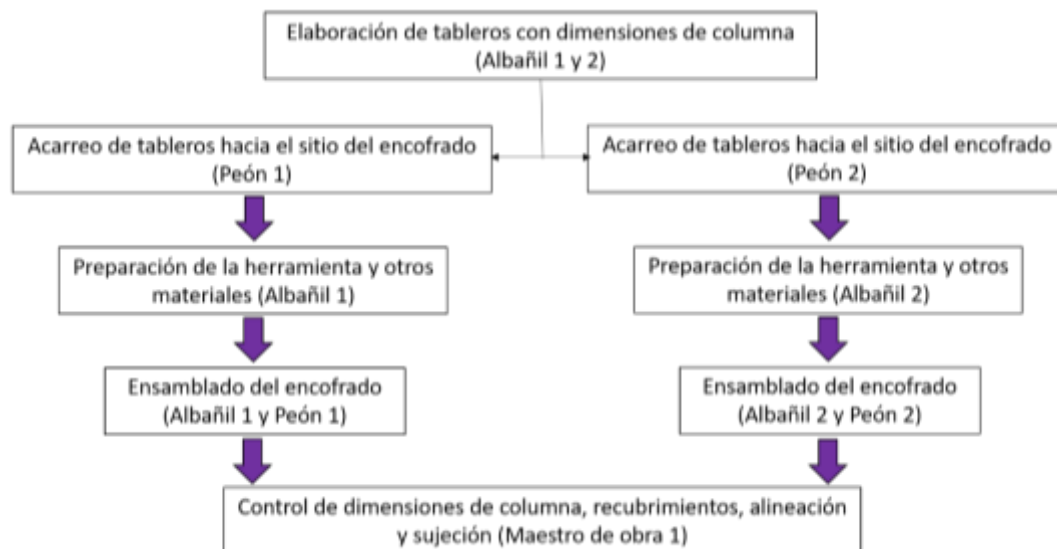 Elaboración de tableros con dimensiones de columna
(Albañil 1 y 2)
Acarreo de tableros hacia el sitio del encofrado
(Peón 1)
Acarreo de tableros hacia el sitio del encofrado
(Peón 2)
Preparación de la herramienta y otros
materiales (Albañil 1)
Preparación de la herramienta y otros
materiales (Albañil 2)
Ensamblado del encofrado
(Albañil 1 y Peón 1)
Ensamblado del encofrado
(Albañil 2 y Peón 2)
Control de dimensiones de columna, recubrimientos, alineación
y sujeción (Maestro de obra 1)